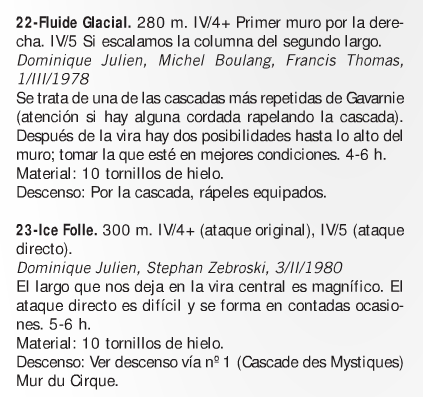 22-Fluide Glacial. 280 m. IV/4+ Primer muro por la dere-
cha. IV/5 Si escalamos la columna del segundo largo.
Dominique Julien, Michel Boulang, Francis Thomas,
1/III/1978
Se trata de una de las cascadas más repetidas de Gavarnie
(atención si hay alguna cordada rapelando la cascada).
Después de la vira hay dos posibilidades hasta lo alto del
muro; tomar la que esté en mejores condiciones. 4-6 h.
Material: 10 tornillos de hielo.
Descenso: Por la cascada, rápeles equipados.
23-Ice Folle. 300 m. IV/4+ (ataque original), IV/5 (ataque
directo).
Dominique Julien, Stephan Zebroski, 3/II/1980
El largo que nos deja en la vira central es magnífico. El
ataque directo es difícil y se forma en contadas ocasio-
nes. 5-6 h.
Material: 10 tornillos de hielo.
Descenso: Ver descenso vía nº 1 (Cascade des Mystiques)
Mur du Cirque.